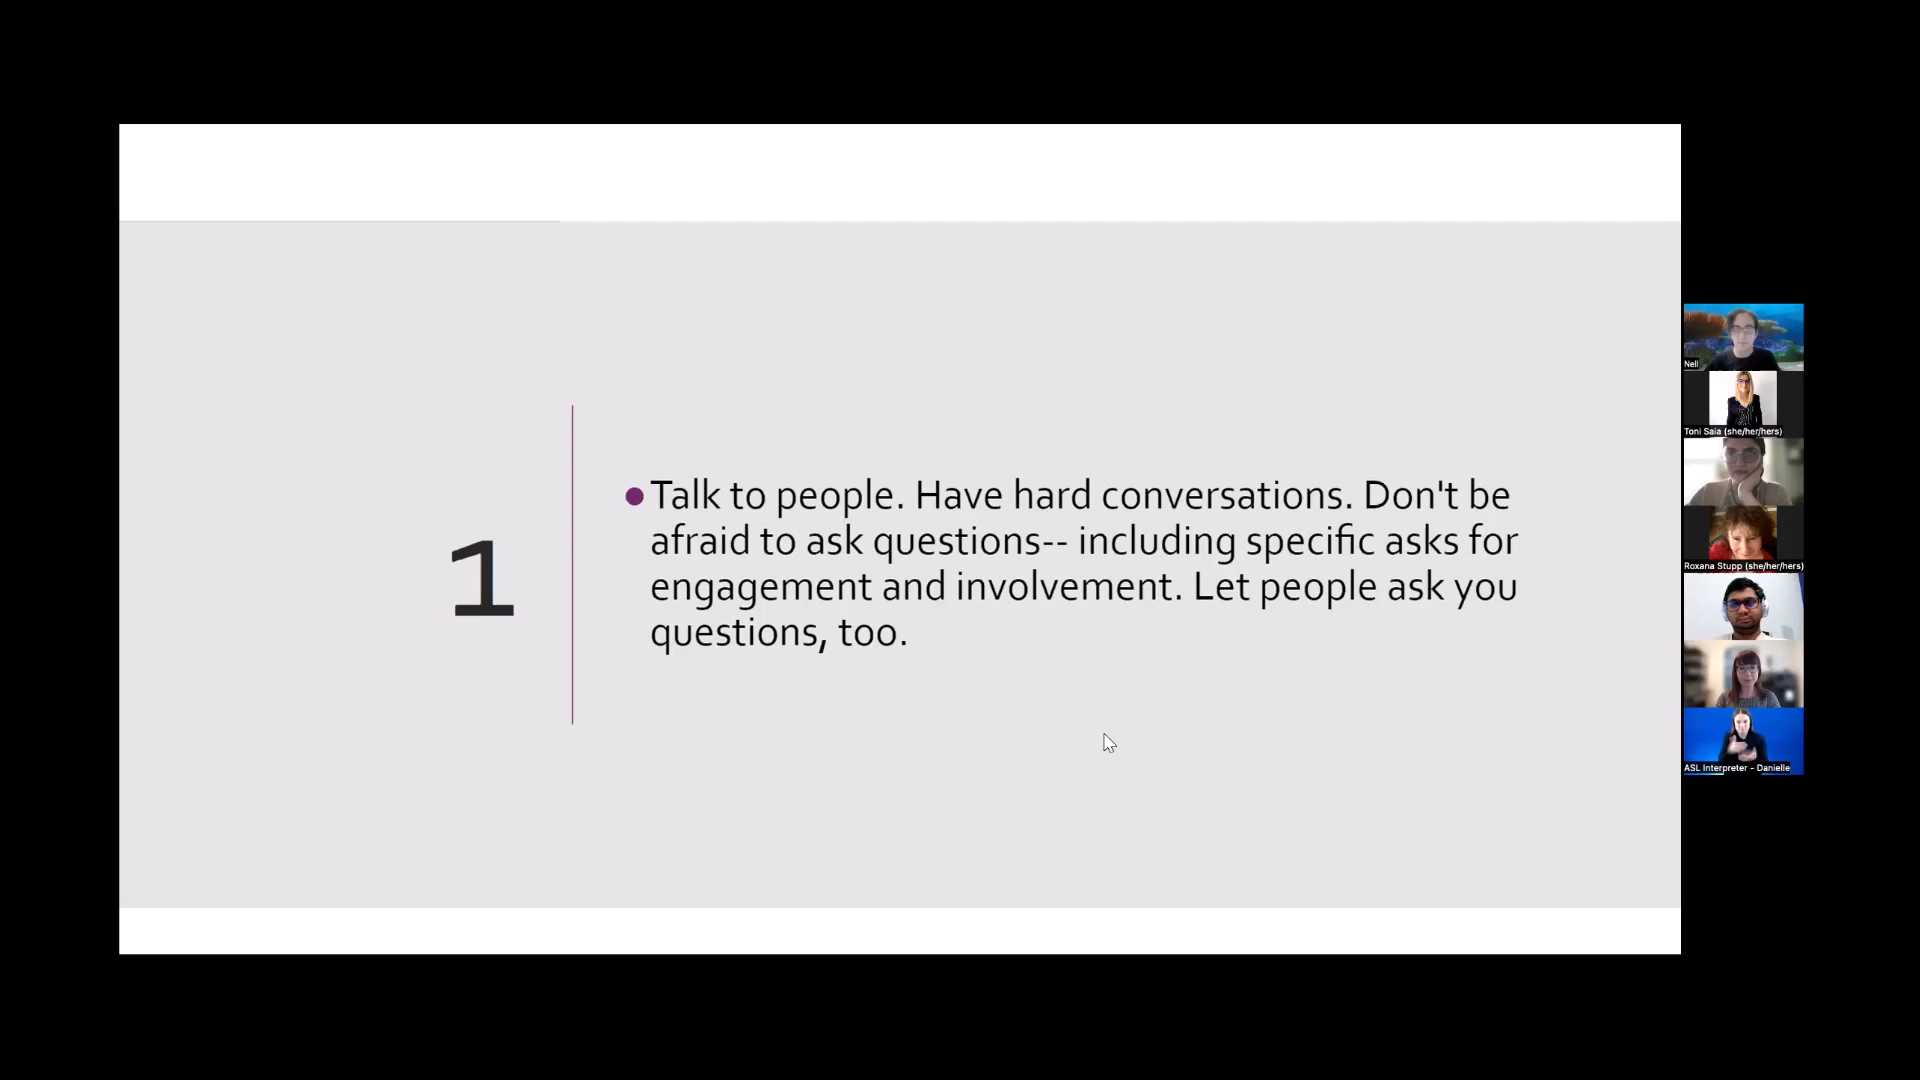 1
Talk to people. Have hard conversations. Don't be
afraid to ask questions-- including specific asks for
engagement and involvement. Let people ask you
questions, too.
Nell
Toni Saia (she/her/hers)
Roxana Stupp (she/her/hers)
ASL Interpreter - Danielle